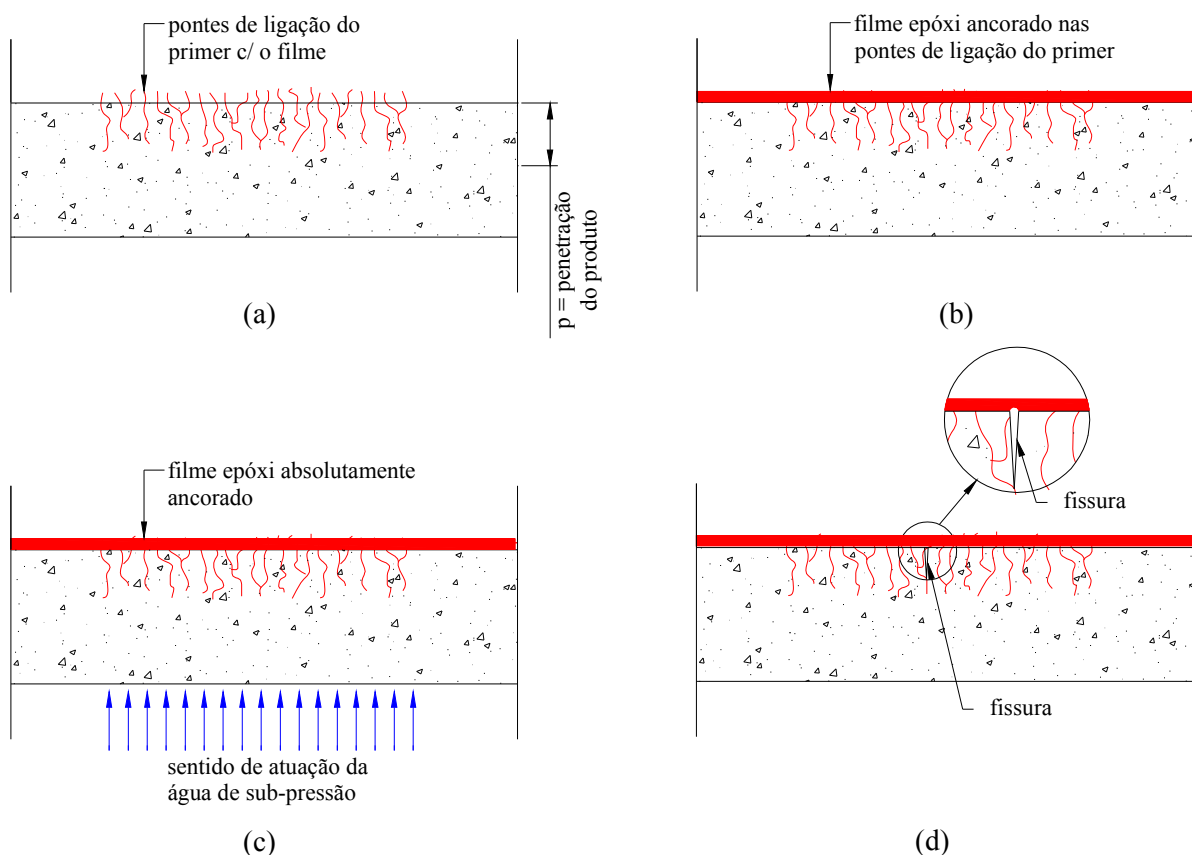 pontes de ligação do
primer c/ o filme
p = penetração
do produto
(a)
filme epóxi ancorado nas
pontes de ligação do primer
(b)
filme epóxi absolutamente
ancorado
sentido de atuação da
água de sub-pressão
(c)
fissura
fissura
(d)